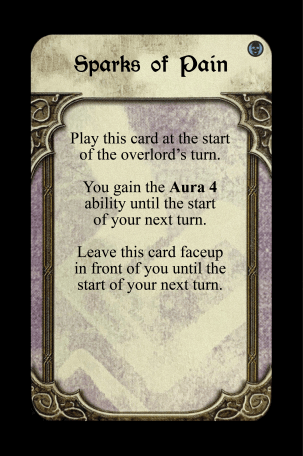 Sparks of Pain
Play this card at the start
of the overlord's turn.
You gain the Aura 4
ability until the start
of your next turn.
Leave this card faceup
in front of you until the
start of your next turn.